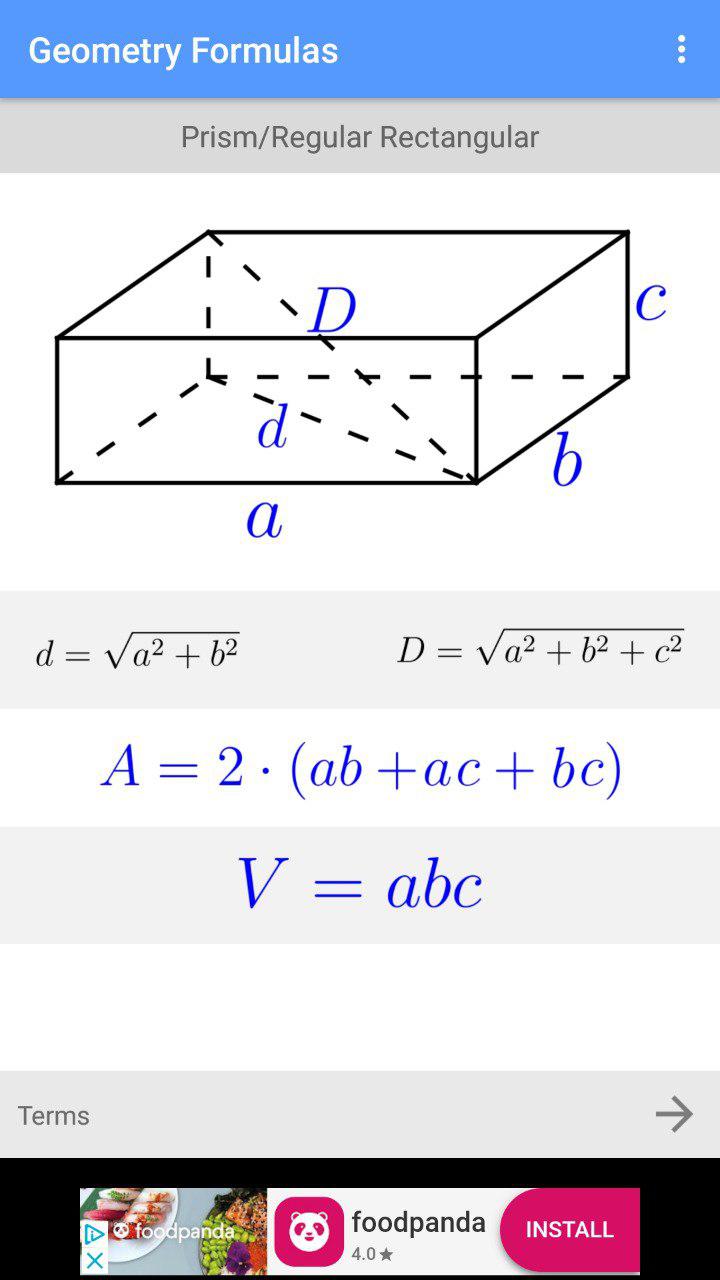 Geometry Formulas
Prism/Regular Rectangular
D
c
d
b
a
d = √(a² + b²)
D = √(a² + b² + c²)
A = 2 · (ab + ac + bc)
V = abc
Terms
foodpanda
foodpanda
4.0★
INSTALL